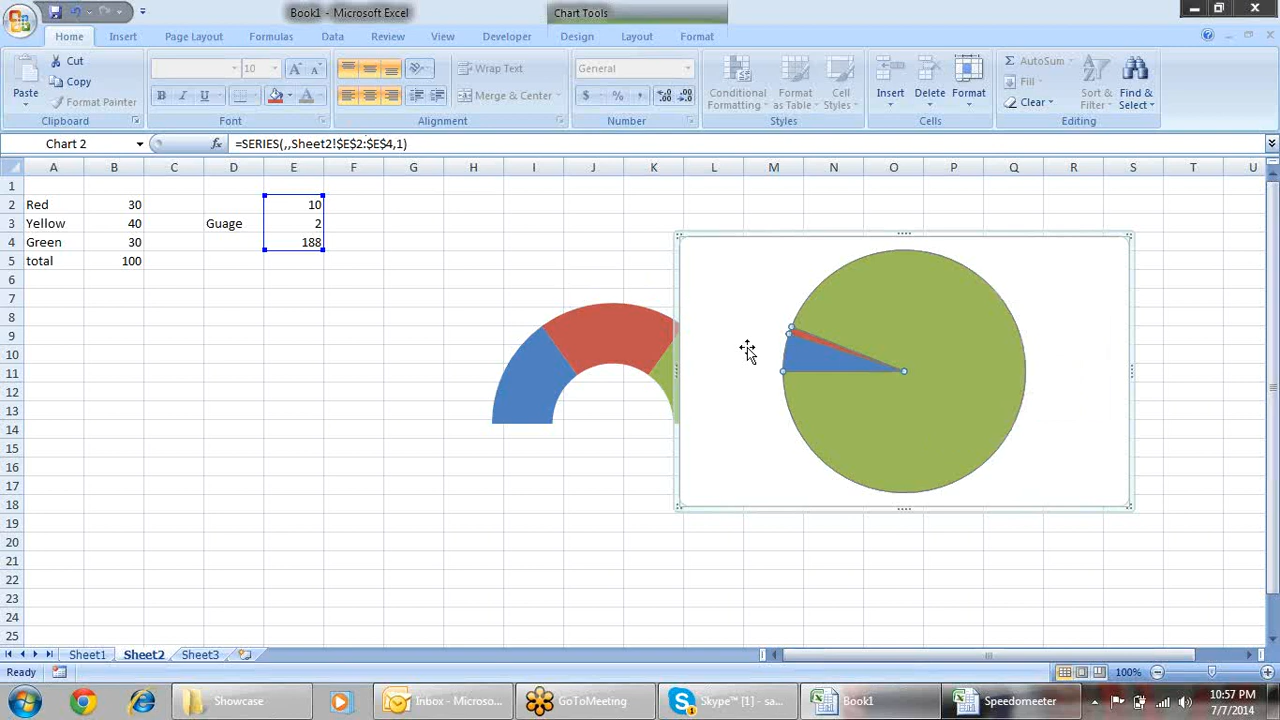 Book1 - Microsoft Excel
Chart Tools
Home Insert Page Layout Formulas Data Review View Developer Design Layout Format
Paste
Cut
Copy
Format Painter
Clipboard
10
A A
B I U
A
Font
Wrap Text
Merge & Center
Alignment
General
$ % ,
Number
Conditional Formatting
Format as Table
Cell Styles
Styles
Insert
Delete
Format
Cells
Σ AutoSum
Fill
Clear
Sort & Filter
Find & Select
Editing
Chart 2
fx
=SERIES(,,Sheet2!$E$2:$E$4,1)
A B C D E F G H I J K L M N O P Q R S T U
1
2 Red 30 10
3 Yellow 40 Guage 2
4 Green 30 188
5 total 100
6
7
8
9
10
11
12
13
14
15
16
17
18
19
20
21
22
23
24
25
Sheet1 Sheet2 Sheet3
Ready
100%
Showcase
Inbox - Microso...
GoToMeeting
Skype™ [1] - sa...
Book1
Speedometer
10:57 PM
7/7/2014